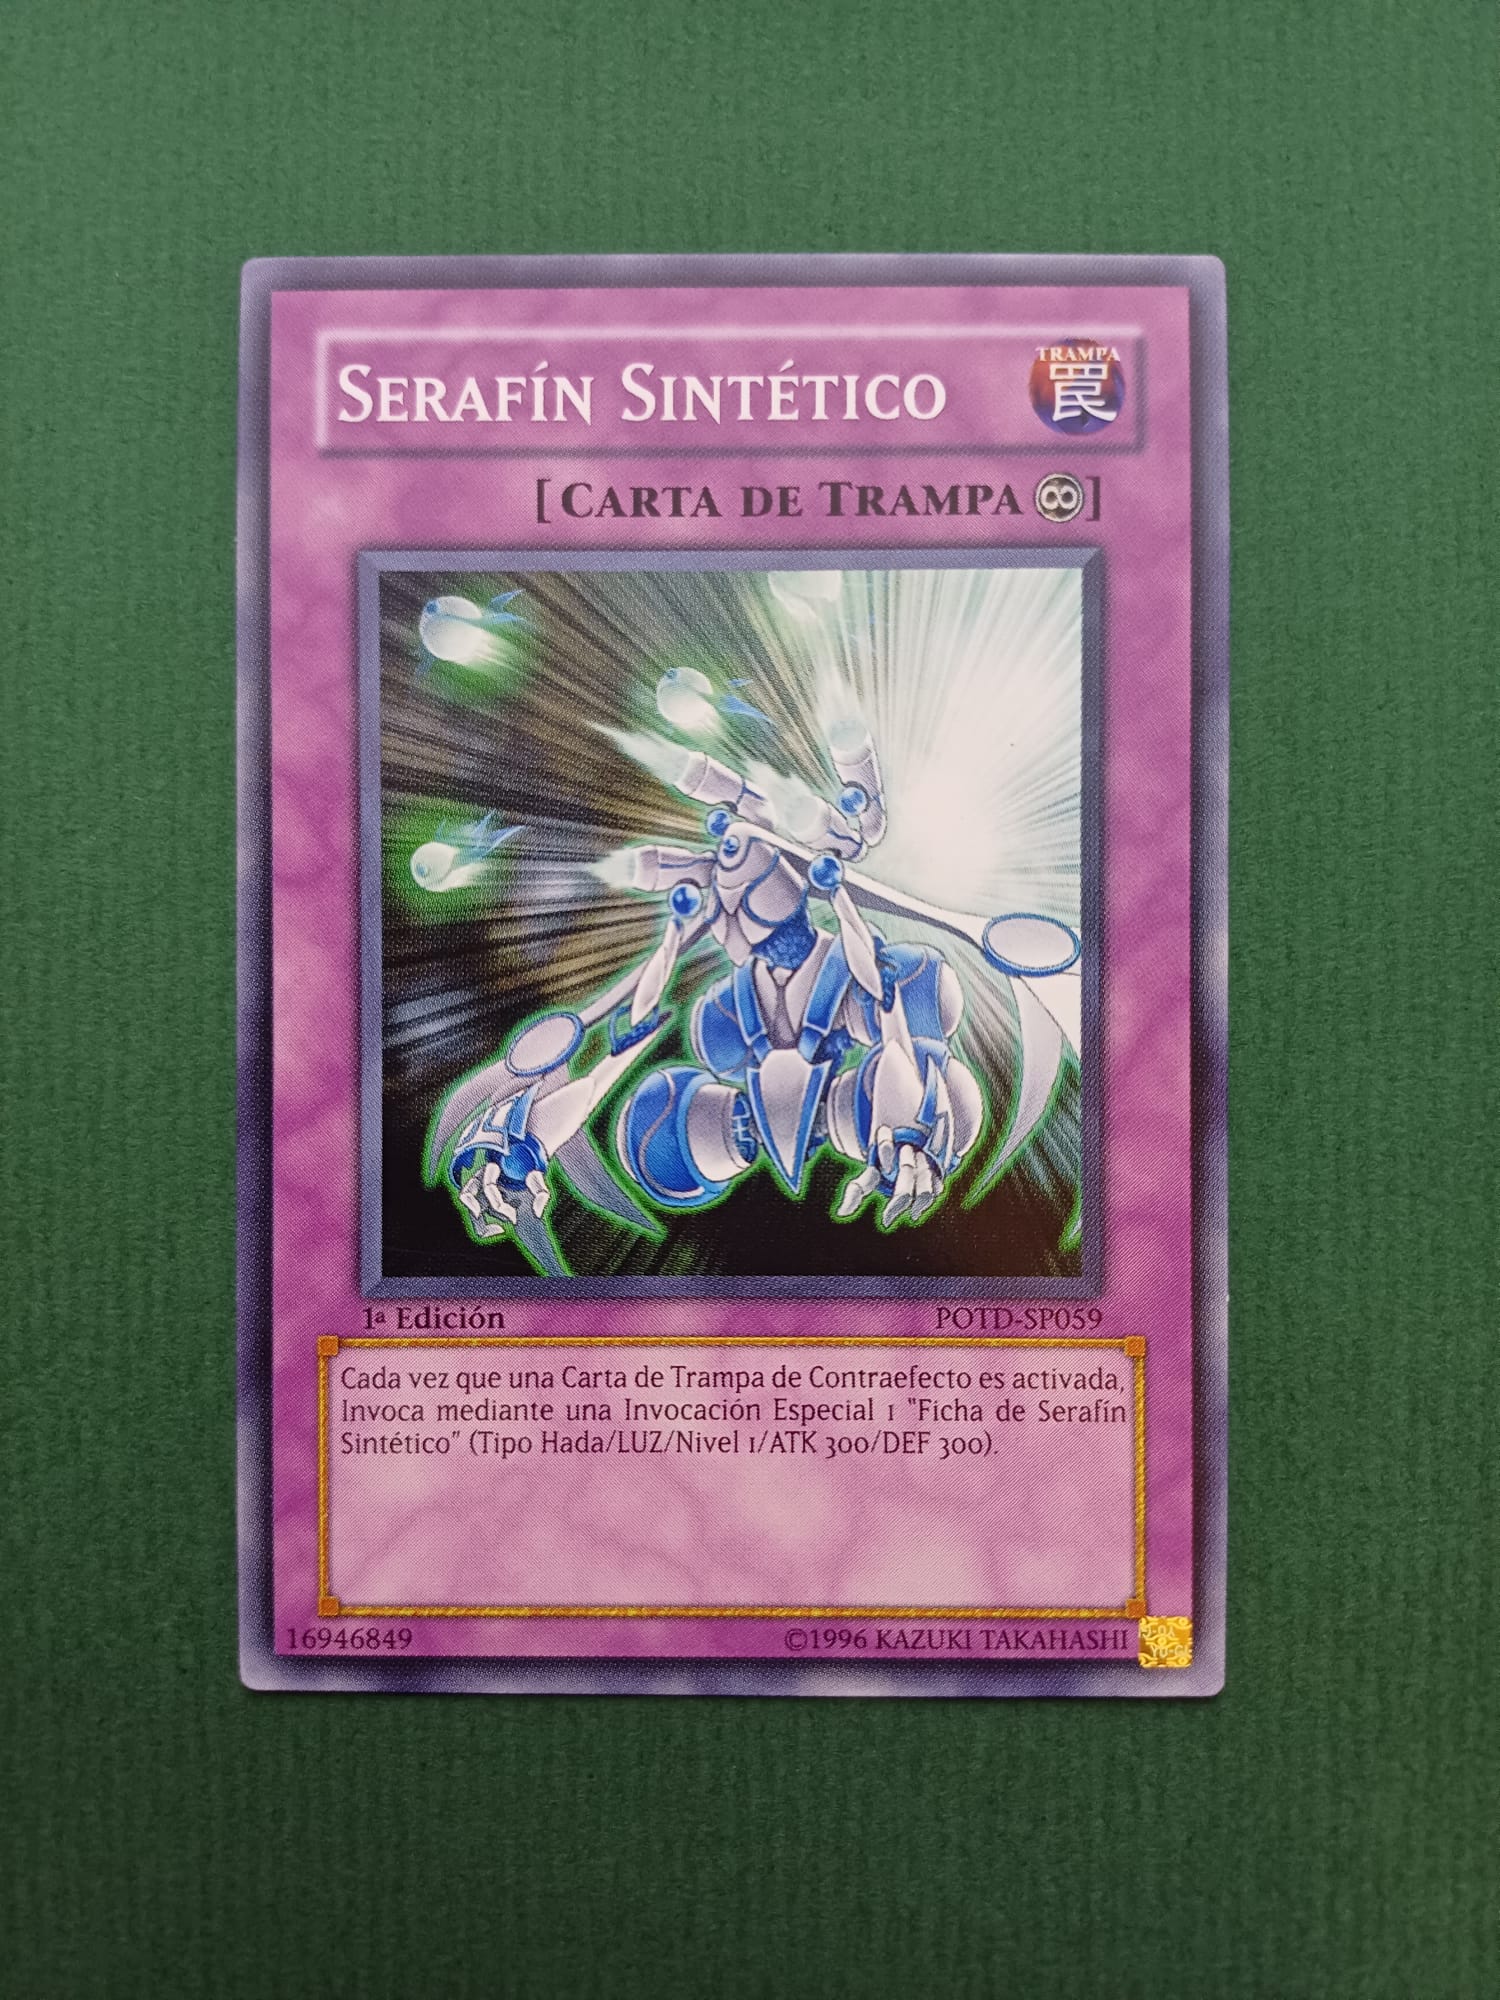 SERAFÍN SINTÉTICO
TRAMPA
罠
[CARTA DE TRAMPA ∞]
1ª Edición
POTD-SP059
Cada vez que una Carta de Trampa de Contraefecto es activada,
Invoca mediante una Invocación Especial 1 "Ficha de Serafín
Sintético" (Tipo Hada/LUZ/Nivel 1/ATK 300/DEF 300).
16946849
©1996 KAZUKI TAKAHASHI